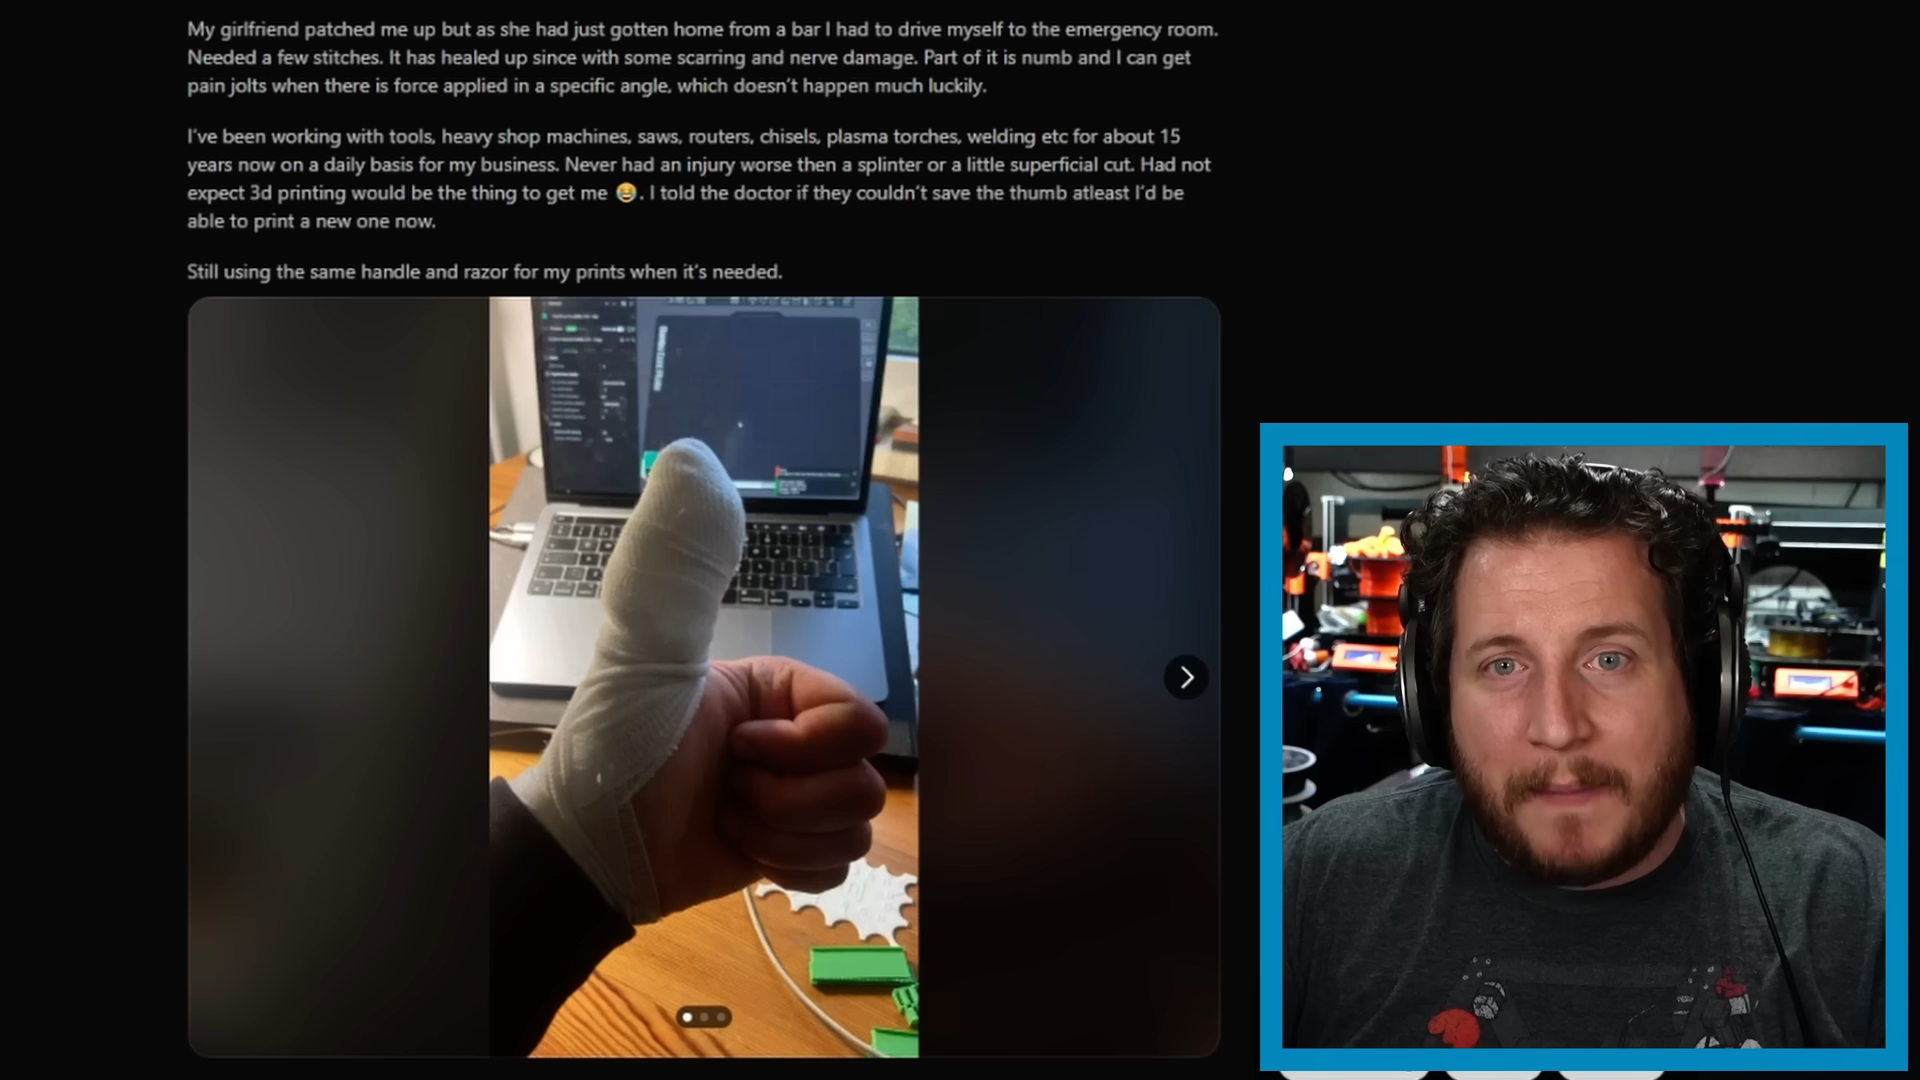 My girlfriend patched me up but as she had just gotten home from a bar I had to drive myself to the emergency room.
Needed a few stitches. It has healed up since with some scarring and nerve damage. Part of it is numb and I can get
pain jolts when there is force applied in a specific angle, which doesn't happen much luckily.
I've been working with tools, heavy shop machines, saws, routers, chisels, plasma torches, welding etc for about 15
years now on a daily basis for my business. Never had an injury worse then a splinter or a little superficial cut. Had not
expect 3d printing would be the thing to get me 😂. I told the doctor if they couldn't save the thumb atleast I'd be
able to print a new one now.
Still using the same handle and razor for my prints when it's needed.